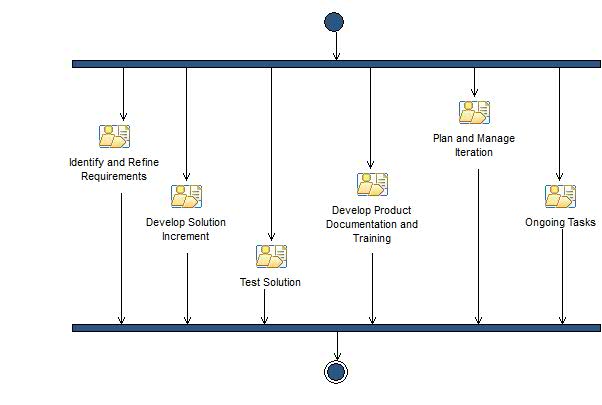 Identify and Refine
Requirements
Develop Solution
Increment
Test Solution
Develop Product
Documentation and
Training
Plan and Manage
Iteration
Ongoing Tasks